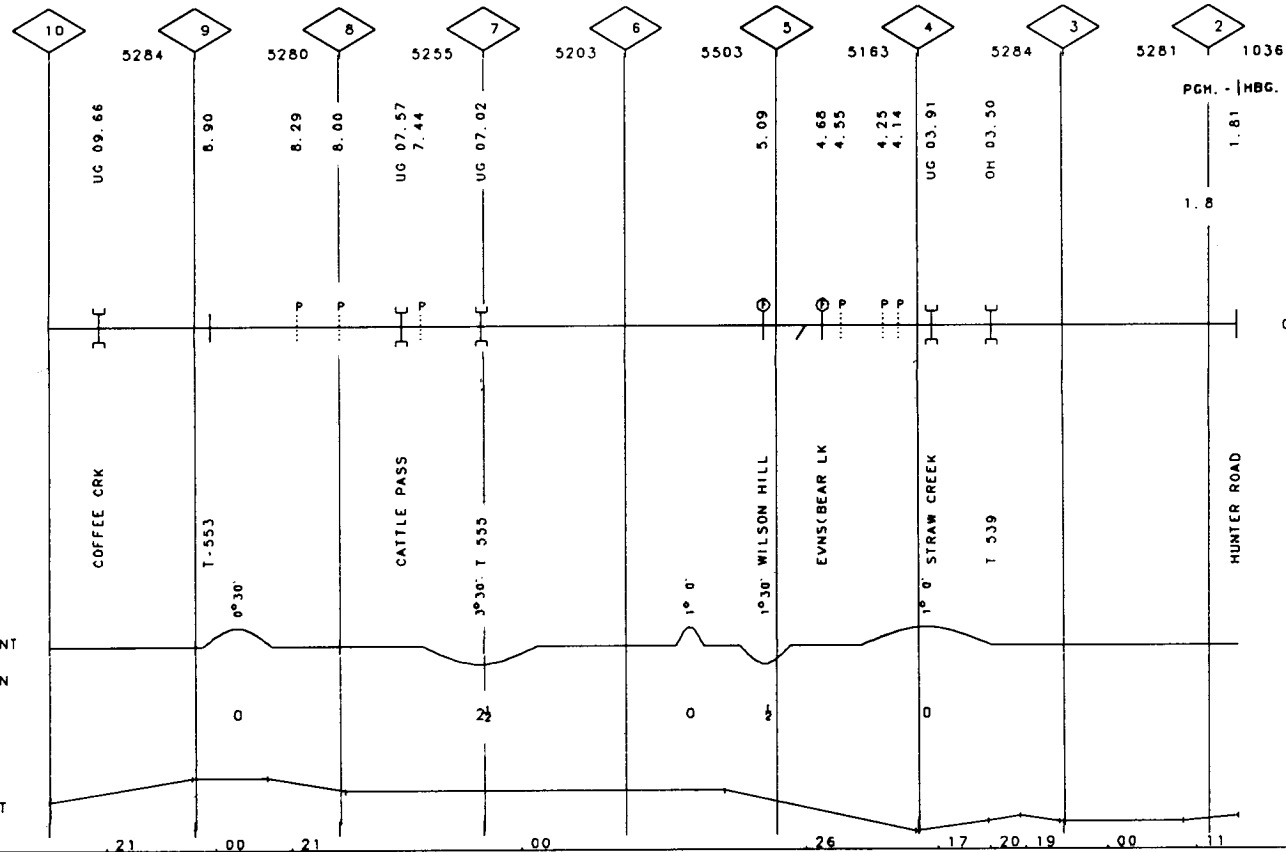 10 9 8 7 6 5 4 3 2
5284 5280 5255 5203 5503 5163 5284 5281 1036
PGH. - HBG.
UG 09.66
8.90
8.29
8.00
UG 07.57
7.44
UG 07.02
5.09
4.68
4.55
4.25
4.14
UG 03.91
OH 03.50
1.81
1.8
P P P P P P P P
COFFEE CRK
T-553
CATTLE PASS
T 555
WILSON HILL
EVNS(BEAR LK
STRAW CREEK
T 539
HUNTER ROAD
0°30'
3°30'
1° 0'
1°30'
1° 0'
NT
N
0 2½ 0 ½ 0
T
.21 .00 .21 .00 .26 .17 .20 .19 .00 .11